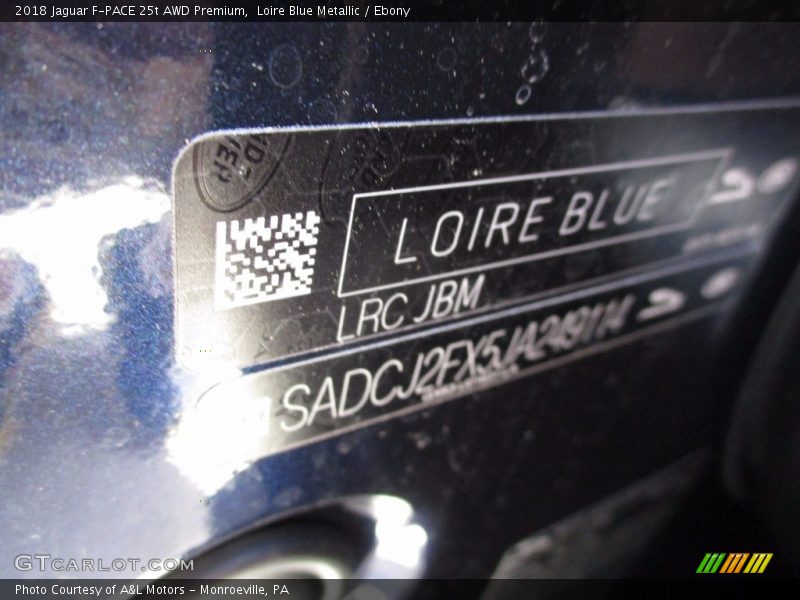 2018 Jaguar F-PACE 25t AWD Premium, Loire Blue Metallic / Ebony
LOIRE BLUE
LRC JBM
SADCJ2FX5JA249114
GTcarlot.com
Photo Courtesy of A&L Motors - Monroeville, PA